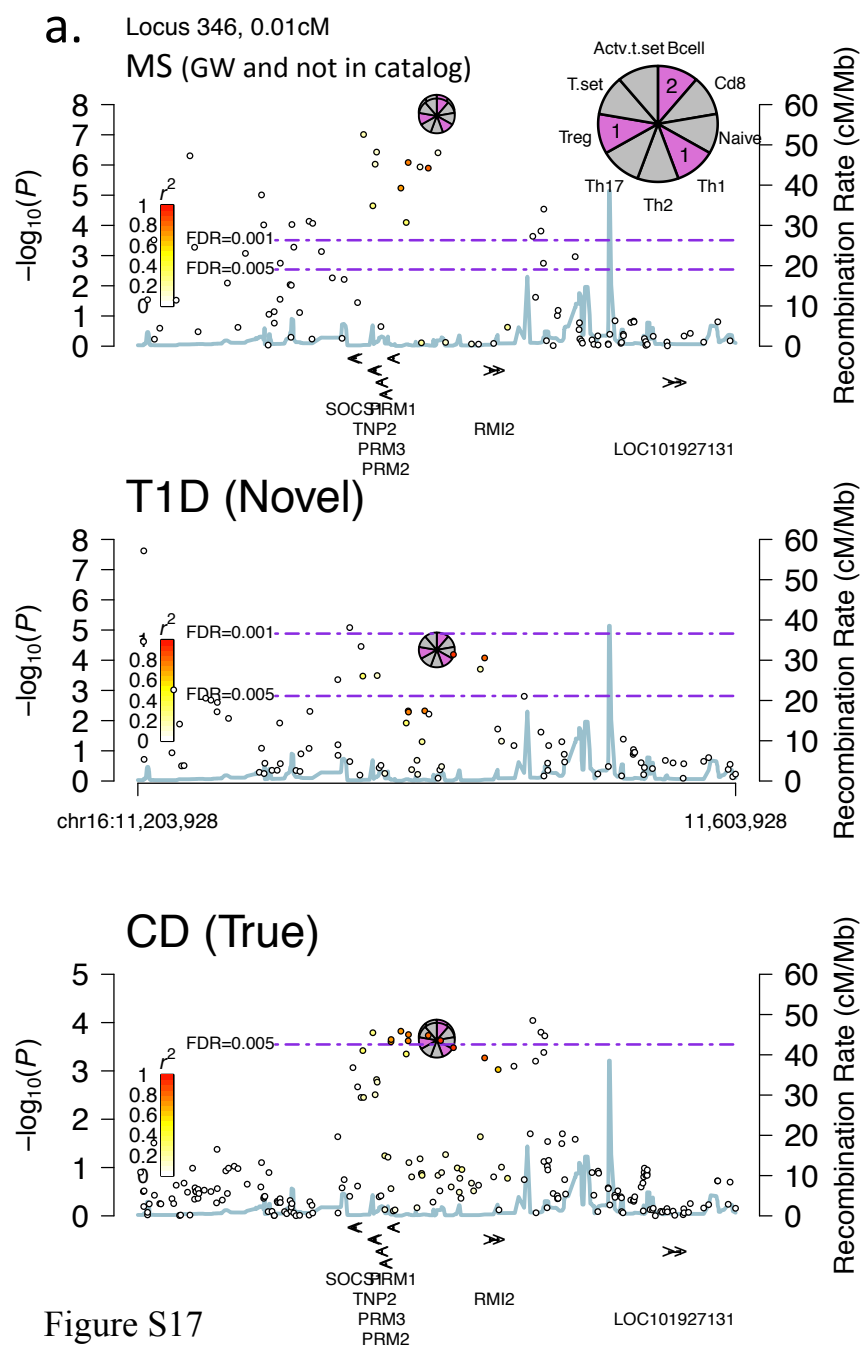 a.
Locus 346, 0.01cM
MS (GW and not in catalog)
Actv.t.set Bcell
T.set Cd8
2
Treg 1 Naive
1
Th17 Th1
Th2
8
7
6
5
4
3
2
1
0
−log10(P)
r2
1
0.8
0.6
0.4
0.2
0
FDR=0.001
FDR=0.005
60
50
40
30
20
10
0
Recombination Rate (cM/Mb)
SOCS1 PRM1
TNP2 RMI2
PRM3 LOC101927131
PRM2
T1D (Novel)
8
7
6
5
4
3
2
1
0
−log10(P)
r2
1
0.8
0.6
0.4
0.2
0
FDR=0.001
FDR=0.005
60
50
40
30
20
10
0
Recombination Rate (cM/Mb)
chr16:11,203,928 11,603,928
CD (True)
5
4
3
2
1
0
−log10(P)
r2
1
0.8
0.6
0.4
0.2
0
FDR=0.005
60
50
40
30
20
10
0
Recombination Rate (cM/Mb)
SOCS1 PRM1
TNP2 RMI2
PRM3 LOC101927131
PRM2
Figure S17